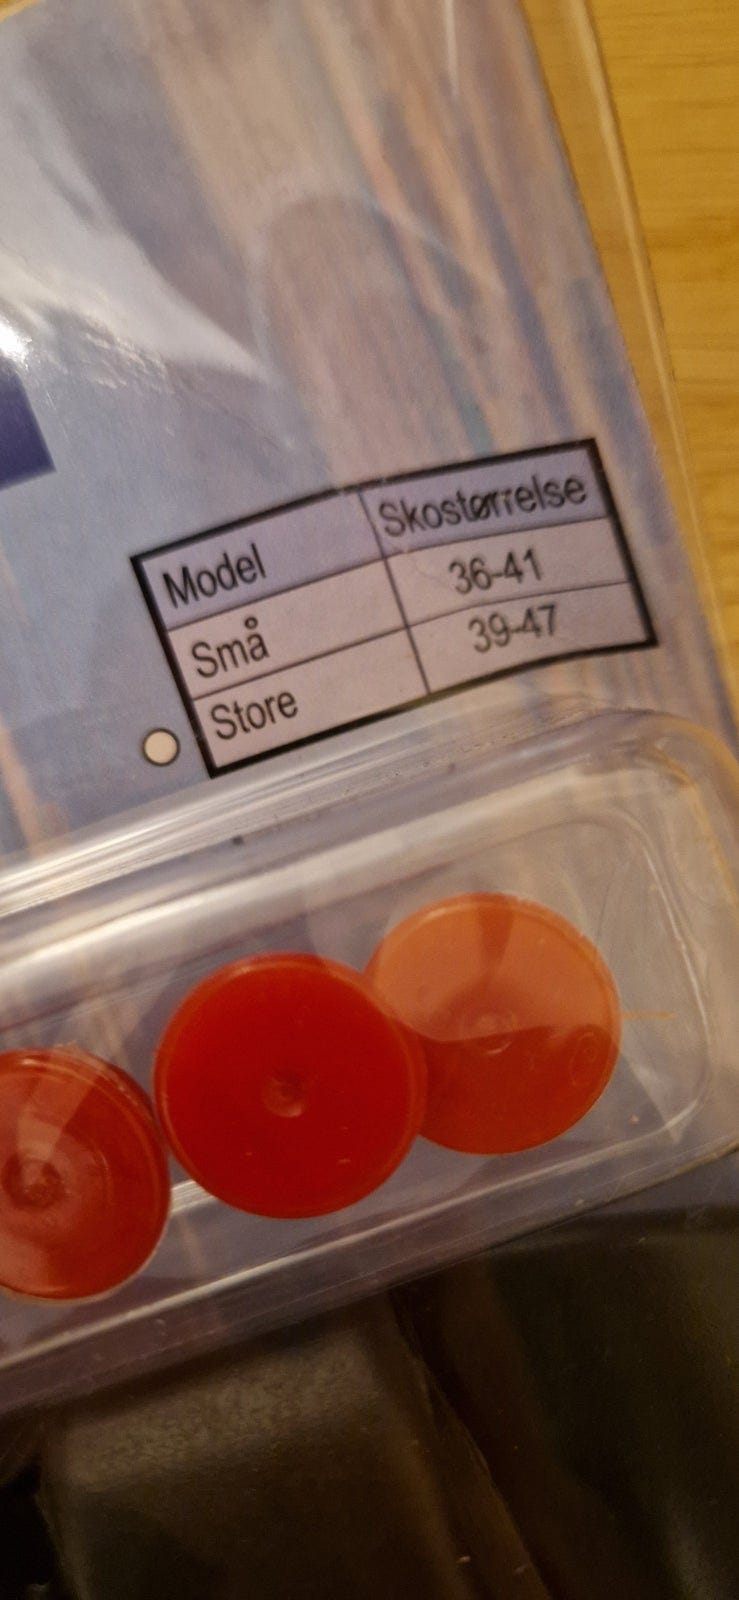 Model Skostørrelse
Små 36-41
Store 39-47